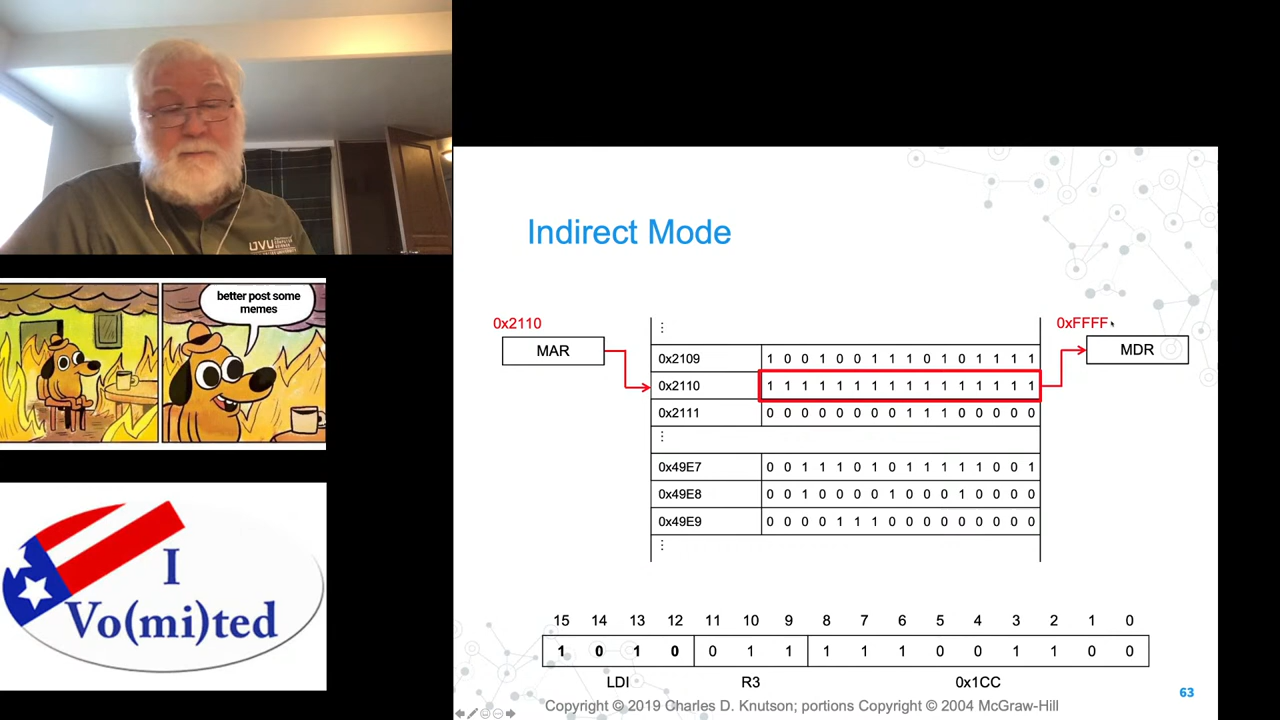 UVU
better post some
memes
I
Vo(mi)ted
Indirect Mode
0x2110
MAR
0xFFFF
MDR
⋮
0x2109 1 0 0 1 0 0 1 1 1 0 1 0 1 1 1 1
0x2110 1 1 1 1 1 1 1 1 1 1 1 1 1 1 1 1
0x2111 0 0 0 0 0 0 0 0 1 1 1 0 0 0 0 0
⋮
0x49E7 0 0 1 1 1 0 1 0 1 1 1 1 1 0 0 1
0x49E8 0 0 1 0 0 0 0 1 0 0 0 1 0 0 0 0
0x49E9 0 0 0 0 1 1 1 0 0 0 0 0 0 0 0 0
⋮
15 14 13 12 11 10 9 8 7 6 5 4 3 2 1 0
1 0 1 0 0 1 1 1 1 1 0 0 1 1 0 0
LDI R3 0x1CC
Copyright © 2019 Charles D. Knutson; portions Copyright © 2004 McGraw-Hill
63